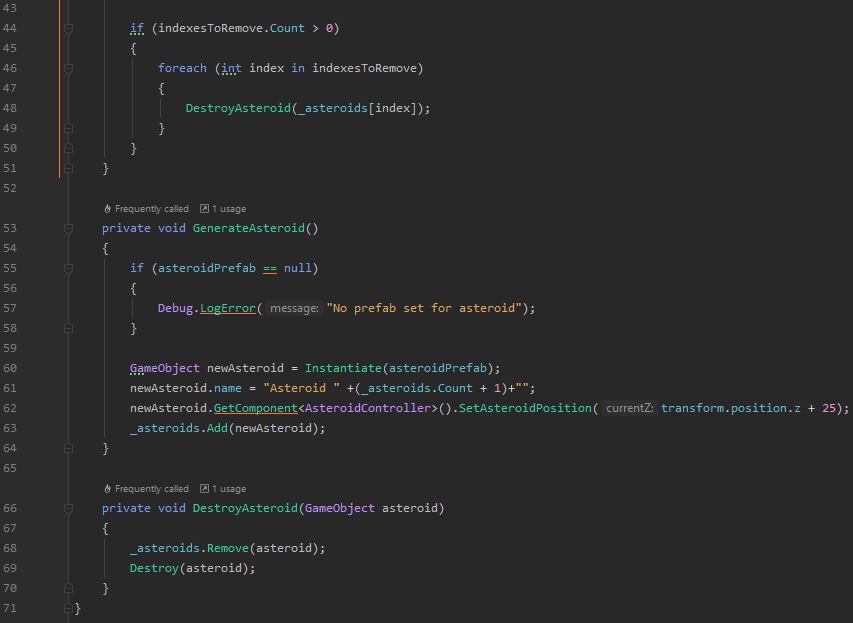 43
44 if (indexesToRemove.Count > 0)
45 {
46 foreach (int index in indexesToRemove)
47 {
48 DestroyAsteroid(_asteroids[index]);
49 }
50 }
51 }
52
Frequently called 1 usage
53 private void GenerateAsteroid()
54 {
55 if (asteroidPrefab == null)
56 {
57 Debug.LogError( message: "No prefab set for asteroid");
58 }
59
60 GameObject newAsteroid = Instantiate(asteroidPrefab);
61 newAsteroid.name = "Asteroid " +(_asteroids.Count + 1)+"";
62 newAsteroid.GetComponent<AsteroidController>().SetAsteroidPosition( currentZ: transform.position.z + 25);
63 _asteroids.Add(newAsteroid);
64 }
65
Frequently called 1 usage
66 private void DestroyAsteroid(GameObject asteroid)
67 {
68 _asteroids.Remove(asteroid);
69 Destroy(asteroid);
70 }
71 }